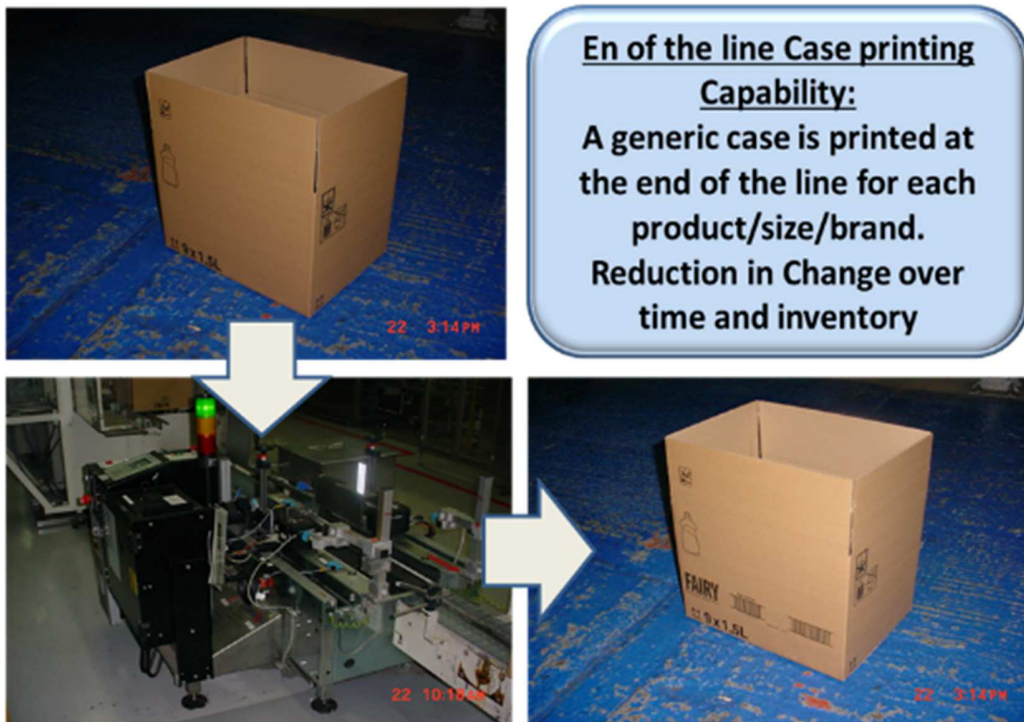 En of the line Case printing
Capability:
A generic case is printed at
the end of the line for each
product/size/brand.
Reduction in Change over
time and inventory
9x1.5L
22 3:14PM
22 10:18AM
FAIRY
9x1.5L
22 3:14PM